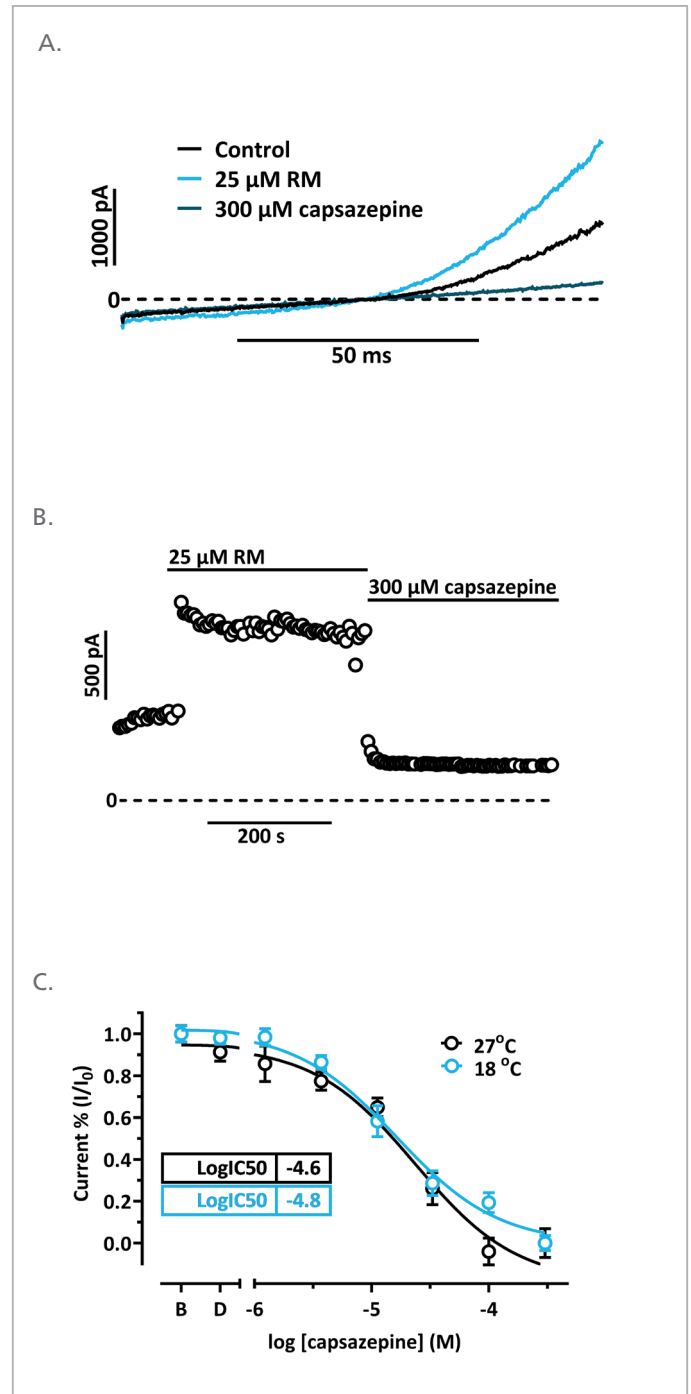 A.
Control
25 µM RM
300 µM capsazepine
1000 pA
0
50 ms
B.
25 µM RM
300 µM capsazepine
500 pA
0
200 s
C.
27°C
18 °C
Current % (I/I0)
1.0
0.8
0.6
0.4
0.2
0.0
LogIC50 -4.6
LogIC50 -4.8
B D -6 -5 -4
log [capsazepine] (M)